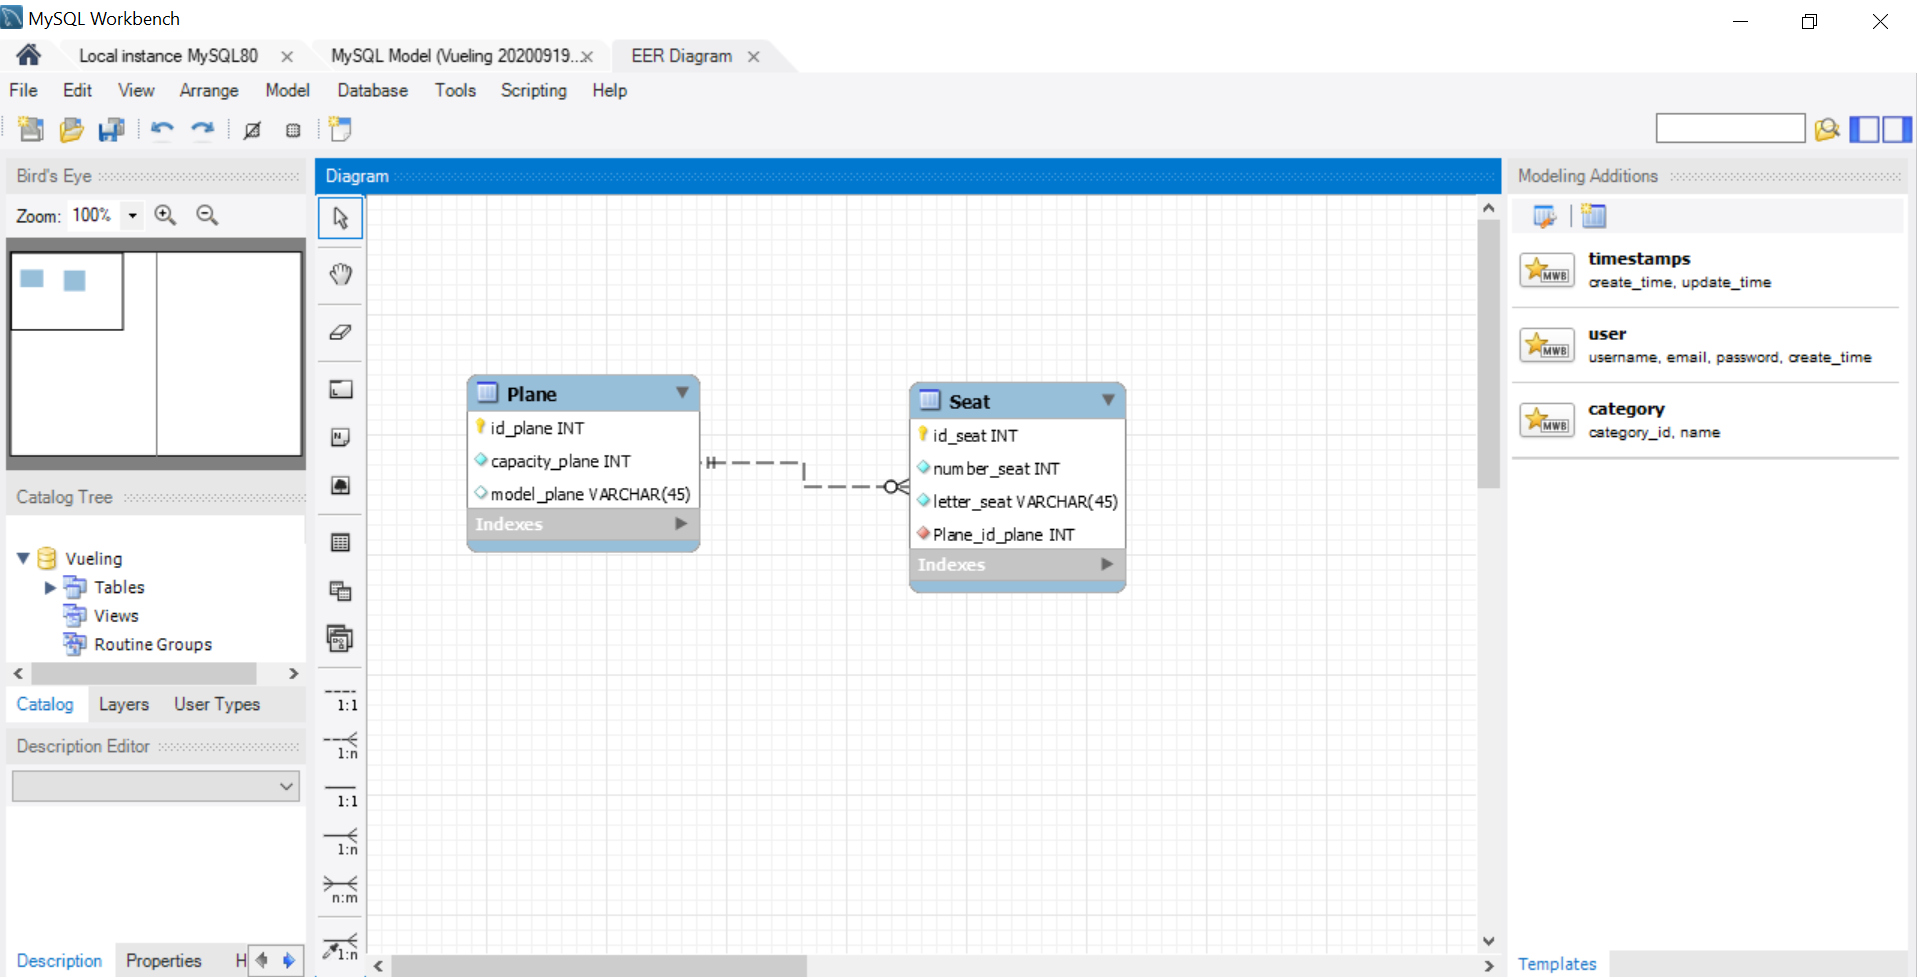 MySQL Workbench
Local instance MySQL80
MySQL Model (Vueling 20200919...
EER Diagram
File Edit View Arrange Model Database Tools Scripting Help
Bird's Eye
Zoom: 100%
Catalog Tree
Vueling
Tables
Views
Routine Groups
Catalog Layers User Types
Description Editor
Description Properties H
Diagram
1:1
1:n
1:1
1:n
n:m
1:n
Plane
id_plane INT
capacity_plane INT
model_plane VARCHAR(45)
Indexes
Seat
id_seat INT
number_seat INT
letter_seat VARCHAR(45)
Plane_id_plane INT
Indexes
Modeling Additions
MWB
timestamps
create_time, update_time
MWB
user
username, email, password, create_time
MWB
category
category_id, name
Templates